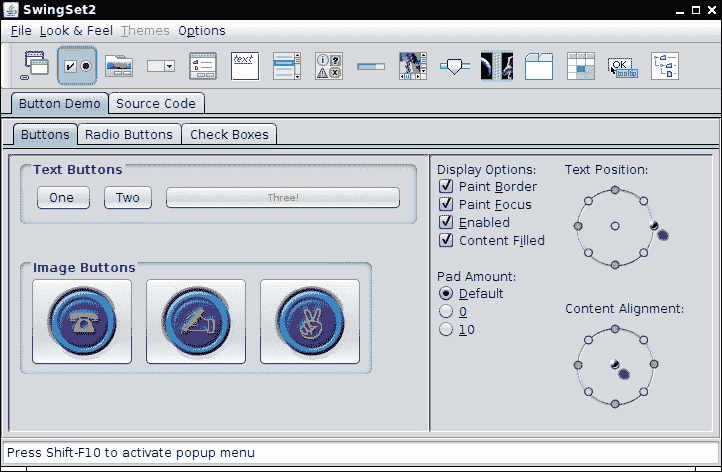 SwingSet2
File Look & Feel Themes Options
text
OK
tooltip
Button Demo Source Code
Buttons Radio Buttons Check Boxes
Text Buttons
One Two Three!
Image Buttons
Display Options:
Paint Border
Paint Focus
Enabled
Content Filled
Pad Amount:
Default
0
10
Text Position:
Content Alignment:
Press Shift-F10 to activate popup menu